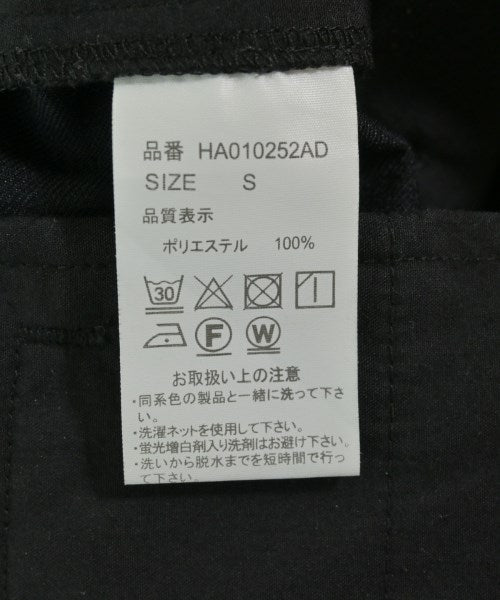 品番 HA010252AD
SIZE S
品質表示
ポリエステル 100%
30
F W
お取扱い上の注意
・同系色の製品と一緒に洗って下さ
い。
・洗濯ネットを使用して下さい。
・蛍光増白剤入り洗剤はお避け下さい。
・洗いから脱水までを短時間で行っ
て下さい。